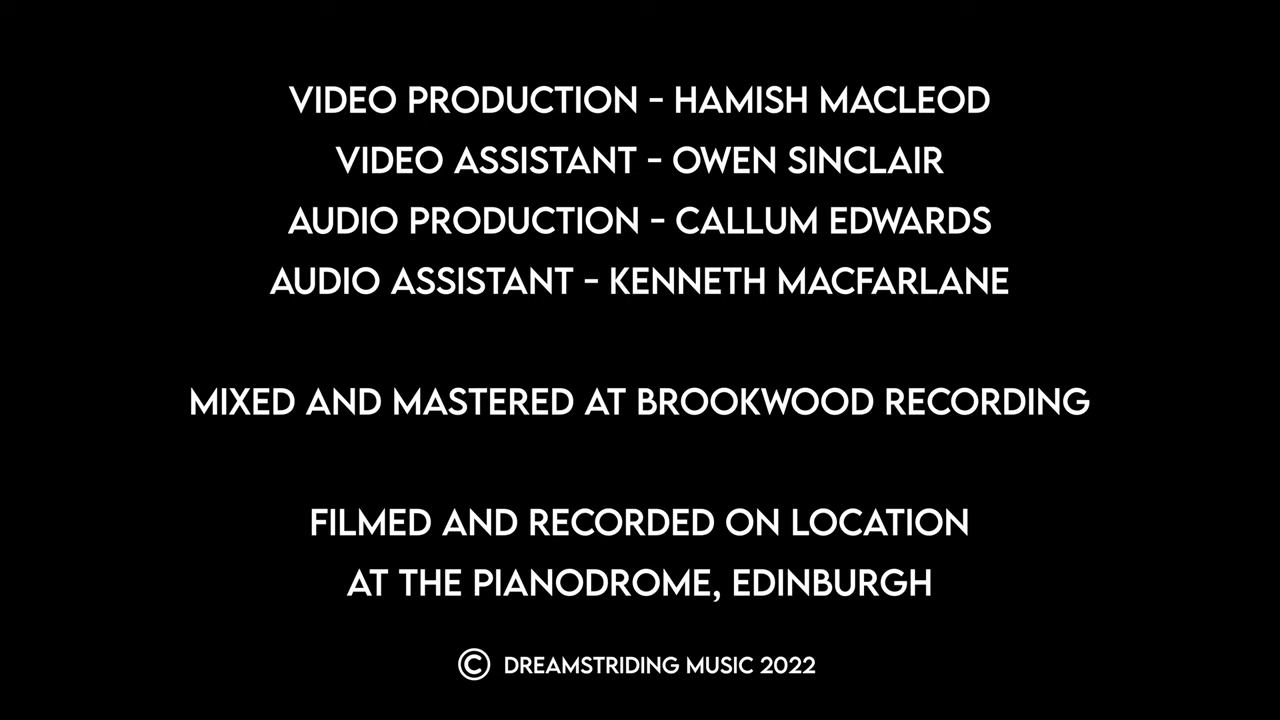 VIDEO PRODUCTION - HAMISH MACLEOD
VIDEO ASSISTANT - OWEN SINCLAIR
AUDIO PRODUCTION - CALLUM EDWARDS
AUDIO ASSISTANT - KENNETH MACFARLANE
MIXED AND MASTERED AT BROOKWOOD RECORDING
FILMED AND RECORDED ON LOCATION
AT THE PIANODROME, EDINBURGH
© DREAMSTRIDING MUSIC 2022